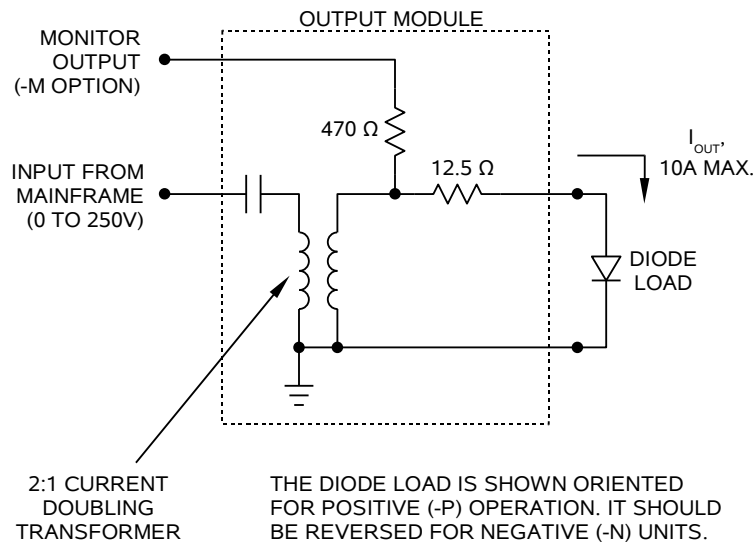 OUTPUT MODULE
MONITOR
OUTPUT
(-M OPTION)
470 Ω
12.5 Ω
I OUT,
10A MAX.
INPUT FROM
MAINFRAME
(0 TO 250V)
DIODE
LOAD
2:1 CURRENT
DOUBLING
TRANSFORMER
THE DIODE LOAD IS SHOWN ORIENTED
FOR POSITIVE (-P) OPERATION. IT SHOULD
BE REVERSED FOR NEGATIVE (-N) UNITS.